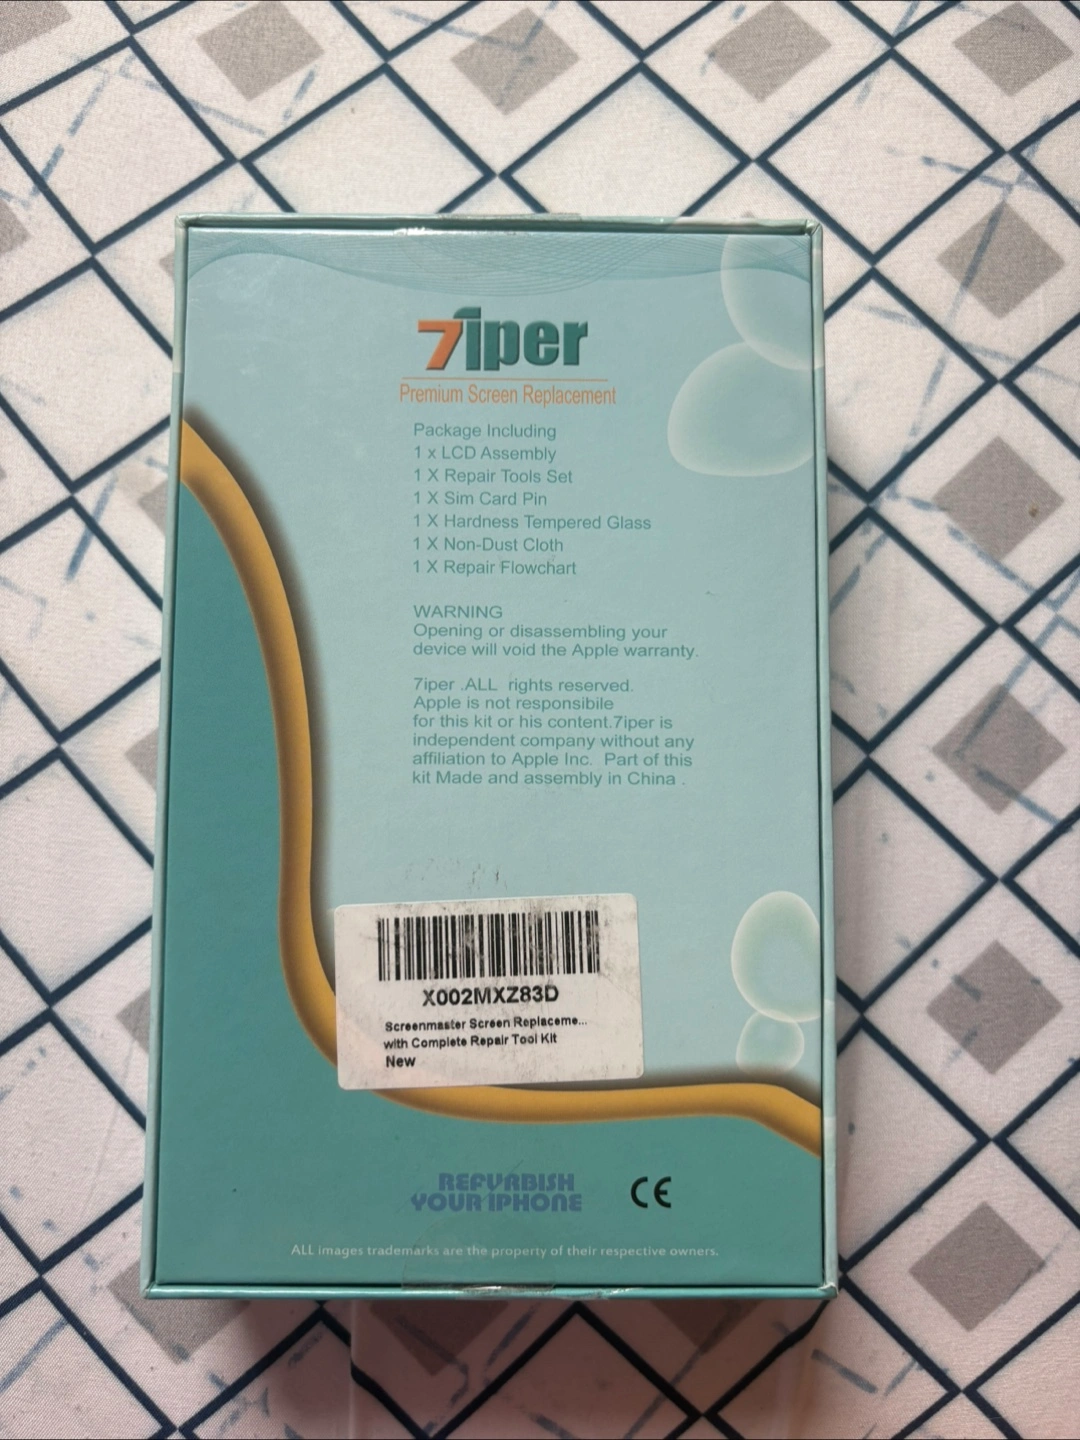 7iper
Premium Screen Replacement
Package Including
1 x LCD Assembly
1 X Repair Tools Set
1 X Sim Card Pin
1 X Hardness Tempered Glass
1 X Non-Dust Cloth
1 X Repair Flowchart
WARNING
Opening or disassembling your
device will void the Apple warranty.
7iper .ALL rights reserved.
Apple is not responsibile
for this kit or his content.7iper is
independent company without any
affiliation to Apple Inc. Part of this
kit Made and assembly in China .
X002MXZ83D
Screenmaster Screen Replaceme...
with Complete Repair Tool Kit
New
REFURBISH
YOUR IPHONE
CE
ALL images trademarks are the property of their respective owners.